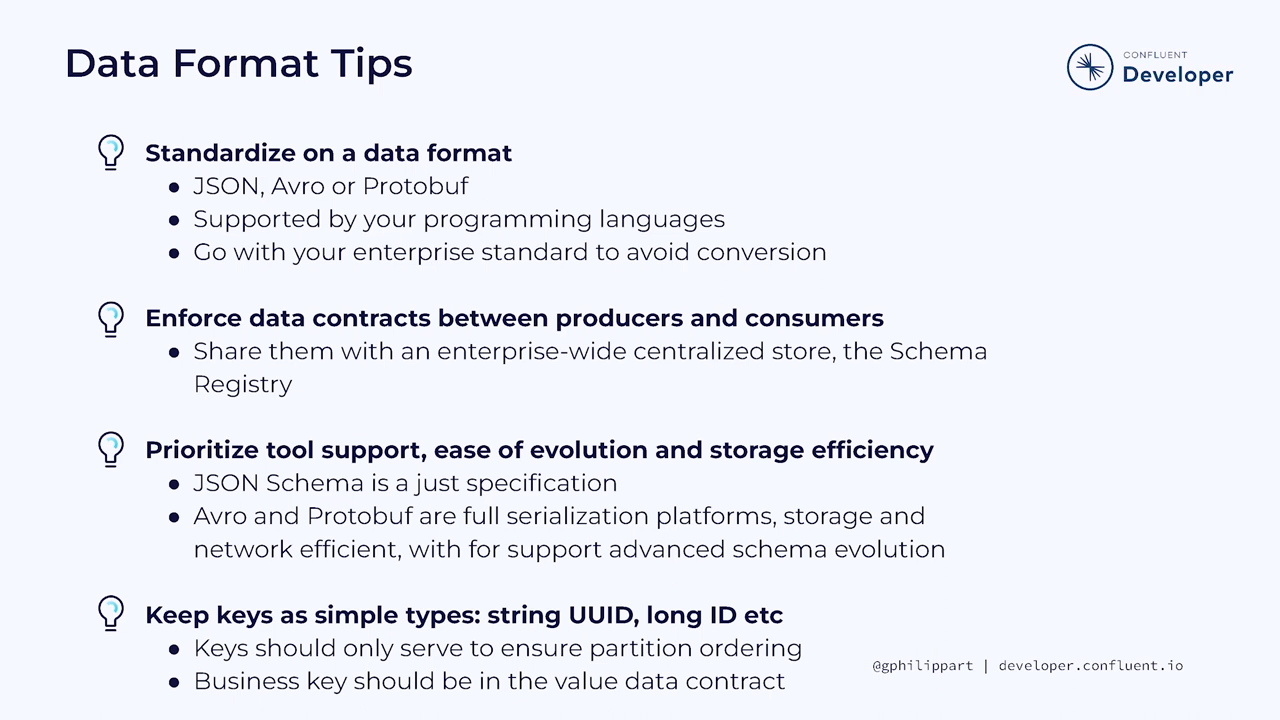 Data Format Tips
CONFLUENT
Developer
Standardize on a data format
● JSON, Avro or Protobuf
● Supported by your programming languages
● Go with your enterprise standard to avoid conversion
Enforce data contracts between producers and consumers
● Share them with an enterprise-wide centralized store, the Schema
Registry
Prioritize tool support, ease of evolution and storage efficiency
● JSON Schema is a just specification
● Avro and Protobuf are full serialization platforms, storage and
network efficient, with for support advanced schema evolution
Keep keys as simple types: string UUID, long ID etc
● Keys should only serve to ensure partition ordering
● Business key should be in the value data contract
@gphilippart | developer.confluent.io